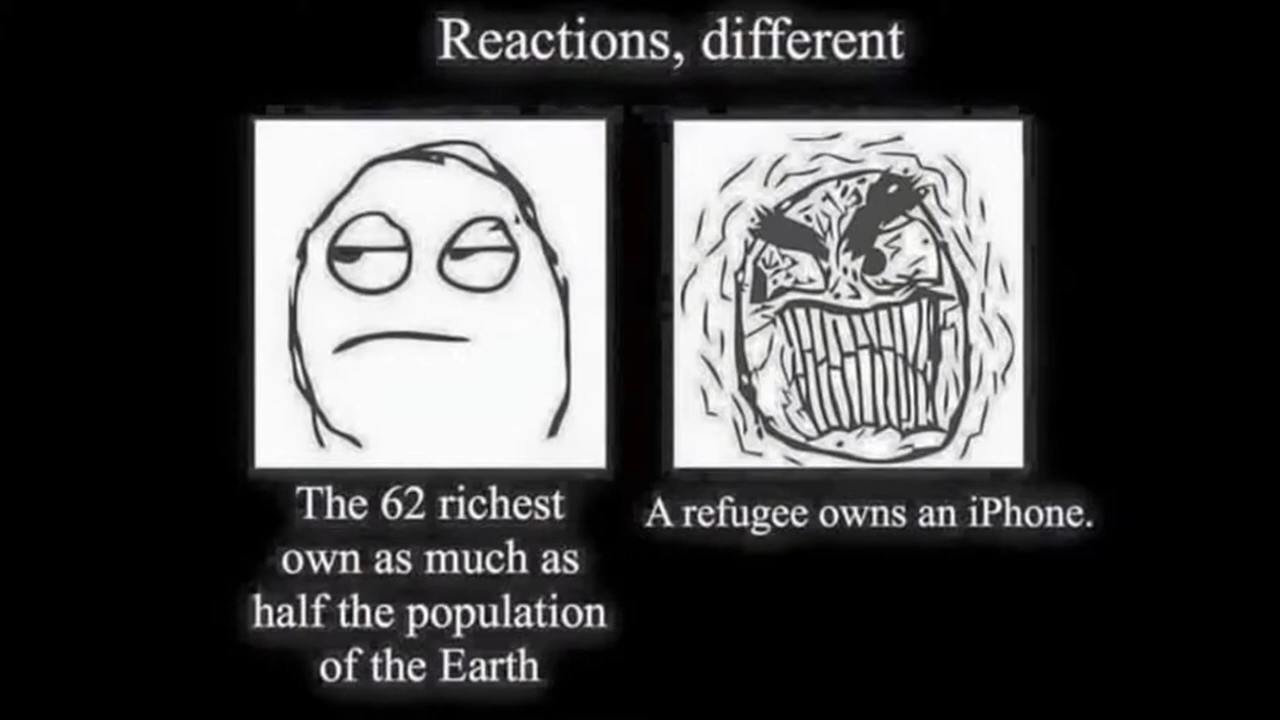 Reactions, different
The 62 richest
own as much as
half the population
of the Earth
A refugee owns an iPhone.